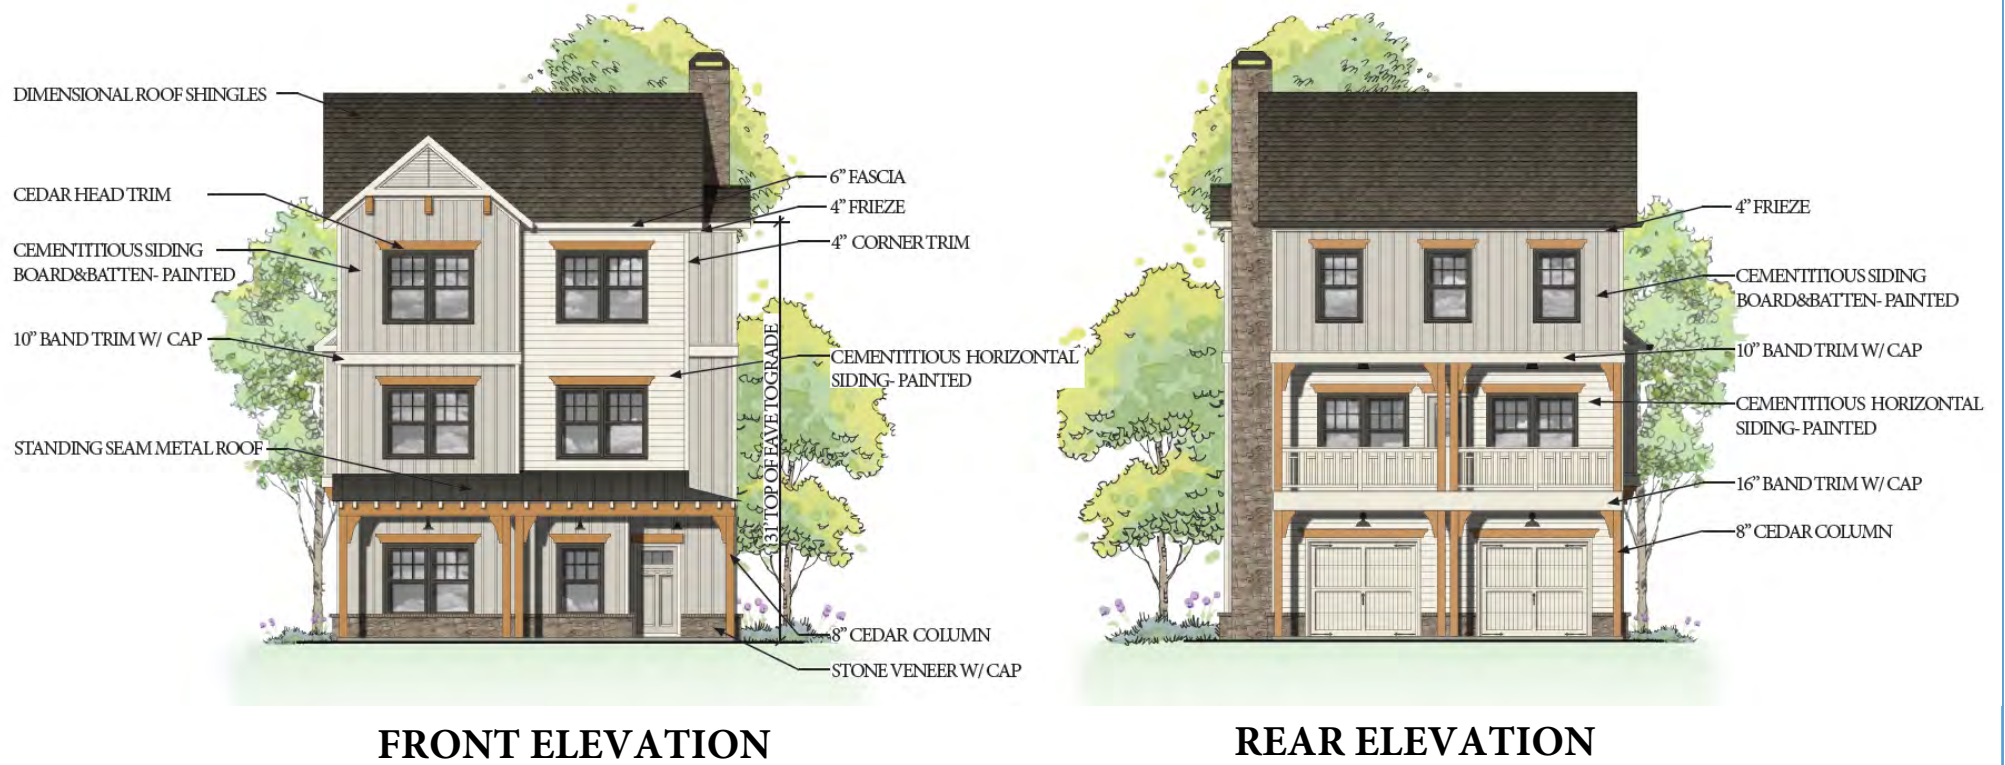 DIMENSIONAL ROOF SHINGLES
CEDAR HEAD TRIM
CEMENTITIOUS SIDING
BOARD&BATTEN- PAINTED
10” BAND TRIM W/ CAP
STANDING SEAM METAL ROOF
6” FASCIA
4” FRIEZE
4” CORNER TRIM
31' TOP OF EAVE TO GRADE
CEMENTITIOUS HORIZONTAL
SIDING- PAINTED
8” CEDAR COLUMN
STONE VENEER W/ CAP
FRONT ELEVATION
4” FRIEZE
CEMENTITIOUS SIDING
BOARD&BATTEN- PAINTED
10” BAND TRIM W/ CAP
CEMENTITIOUS HORIZONTAL
SIDING- PAINTED
16” BAND TRIM W/ CAP
8” CEDAR COLUMN
REAR ELEVATION